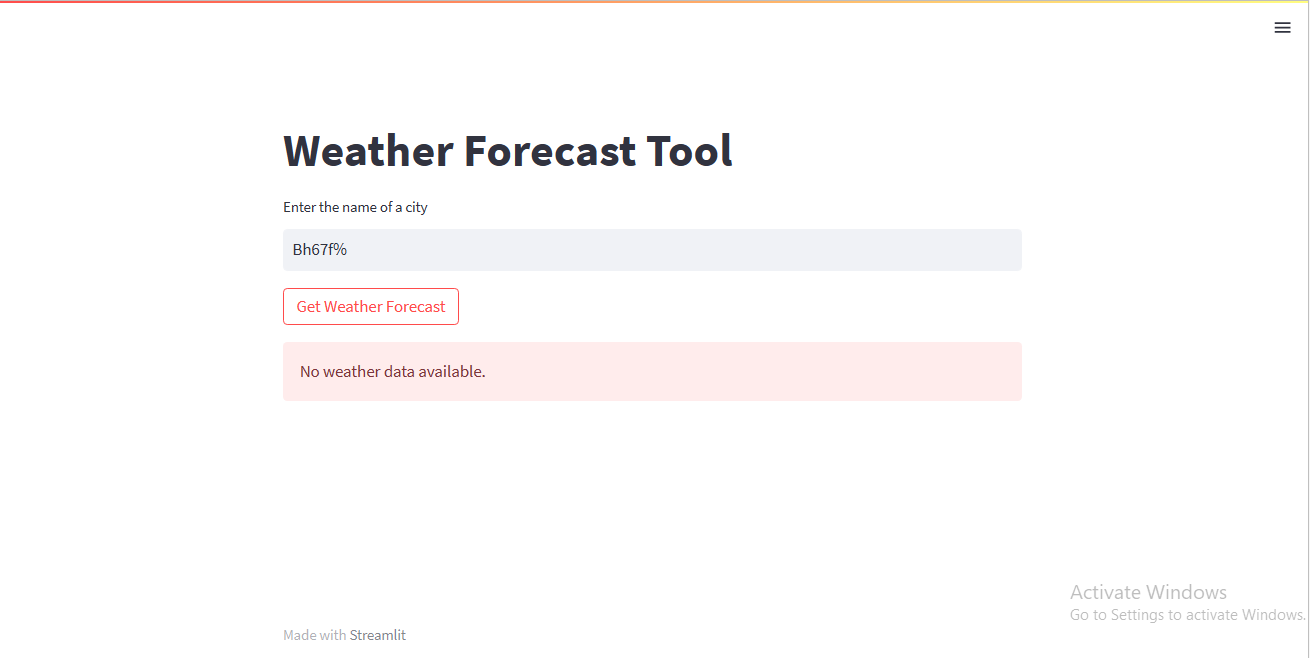 Weather Forecast Tool
Enter the name of a city
Bh67f%
Get Weather Forecast
No weather data available.
Activate Windows
Go to Settings to activate Windows.
Made with Streamlit